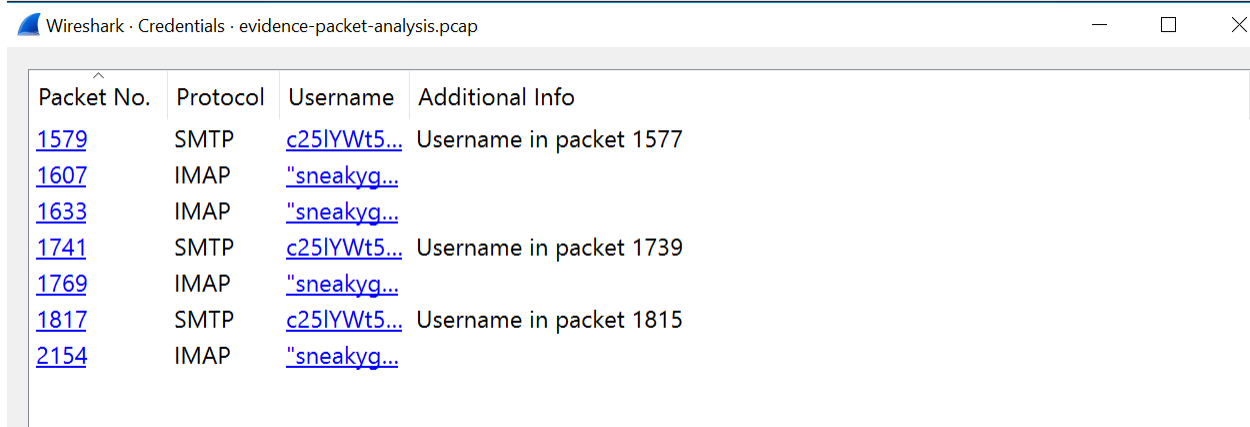 Wireshark · Credentials · evidence-packet-analysis.pcap
Packet No. Protocol Username Additional Info
1579 SMTP c25lYWt5... Username in packet 1577
1607 IMAP "sneakyg...
1633 IMAP "sneakyg...
1741 SMTP c25lYWt5... Username in packet 1739
1769 IMAP "sneakyg...
1817 SMTP c25lYWt5... Username in packet 1815
2154 IMAP "sneakyg...